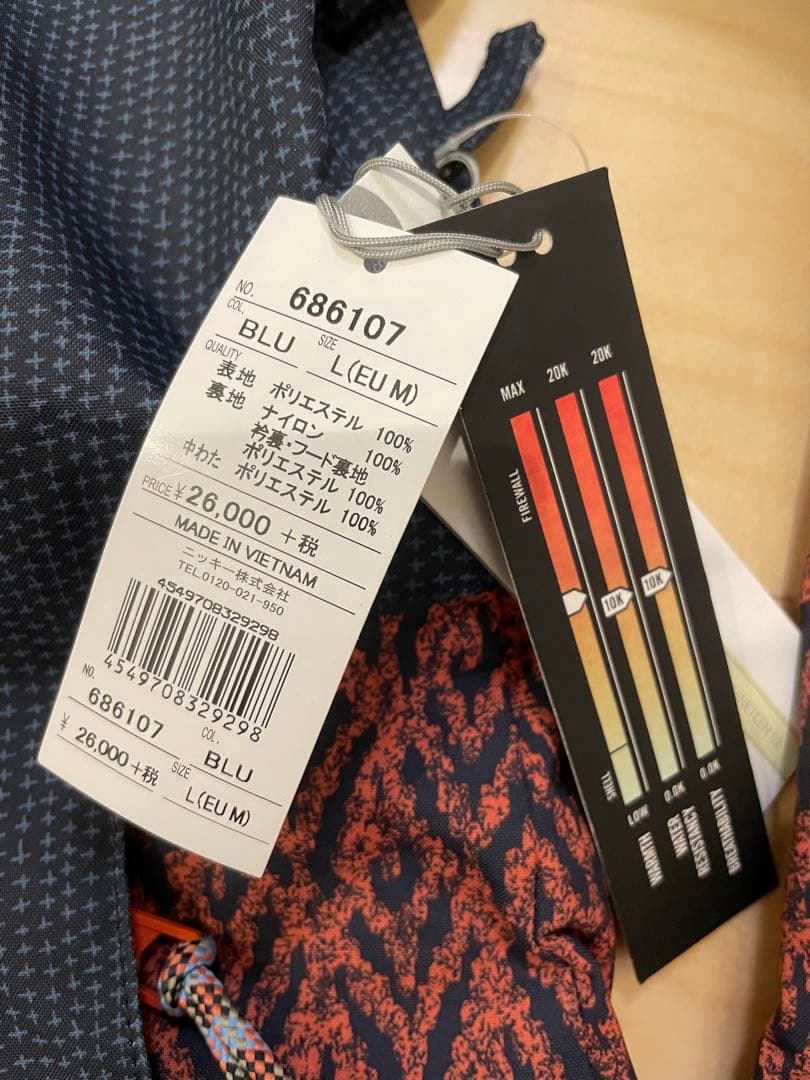 NO. 686107
COL. BLU SIZE L(EU M)
QUALITY
表地 ポリエステル 100%
裏地 ナイロン 100%
衿裏・フード裏地
ポリエステル 100%
中わた ポリエステル 100%
PRICE ¥26,000 +税
MADE IN VIETNAM
ニッキー株式会社
TEL.0120-021-950
4549708329298
4549708329298
NO. 686107 COL. BLU
¥ 26,000+税 SIZE L(EU M)
MAX 20K 20K
FIREWALL
10K 10K
SHELL
LOW 0.0K 0.0K
WARMTH
WATER RESISTANCY
BREATHABILITY